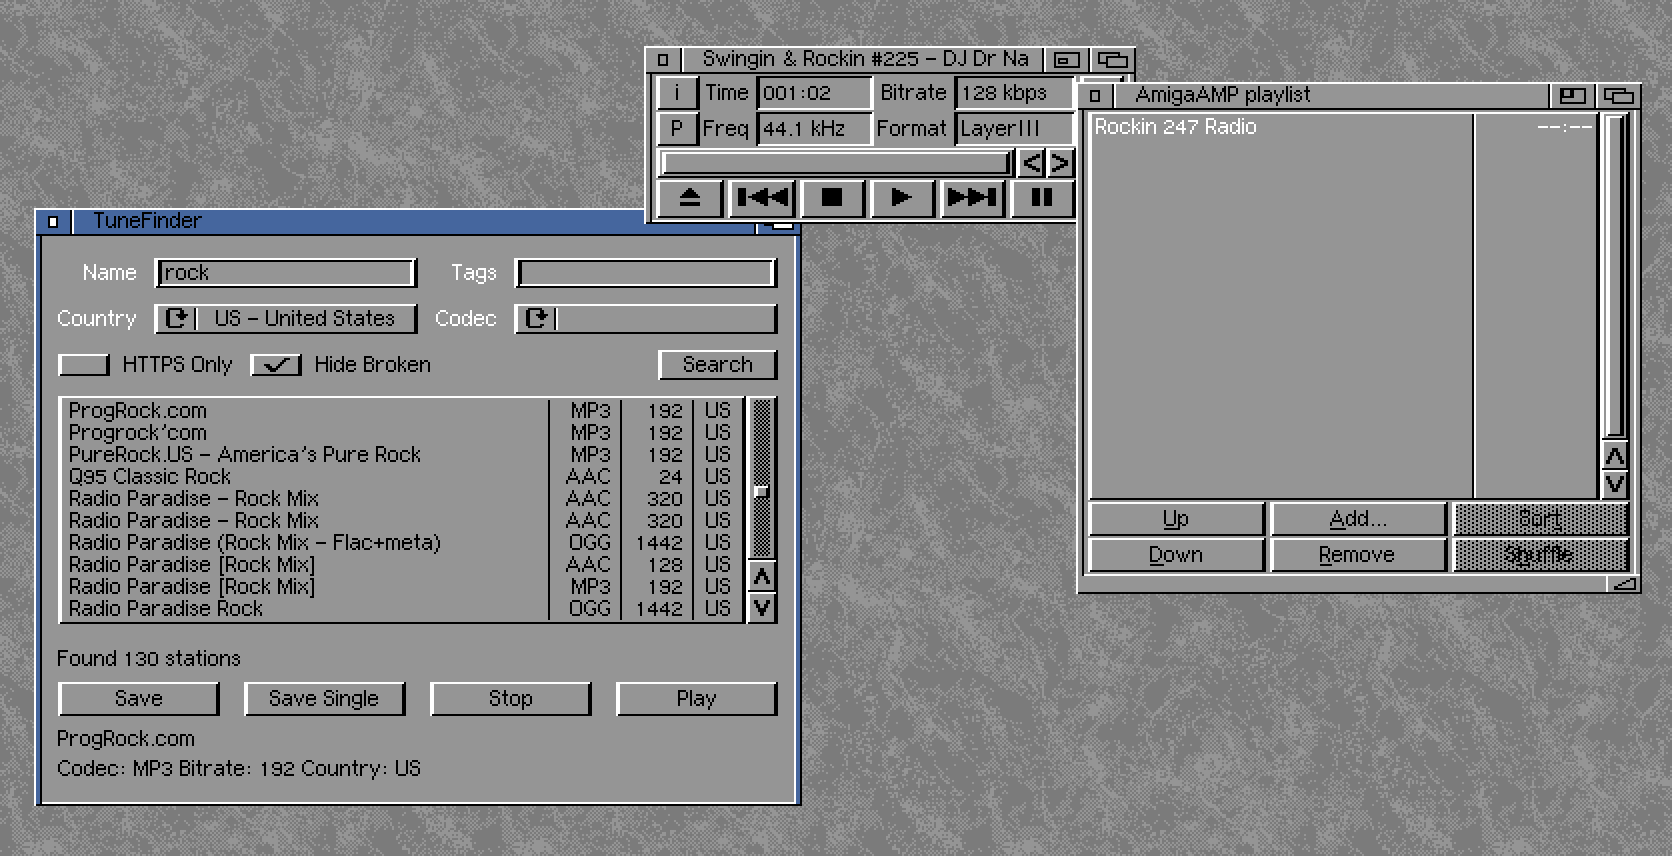 Swingin & Rockin #225 - DJ Dr Na
i Time 001:02 Bitrate 128 kbps
P Freq 44.1 kHz Format LayerIII
< >
AmigaAMP playlist
Rockin 247 Radio --:--
Up Add... Sort
Down Remove Shuffle
TuneFinder
Name rock Tags
Country US - United States Codec
HTTPS Only Hide Broken Search
ProgRock.com MP3 192 US
Progrock'com MP3 192 US
PureRock.US - America's Pure Rock MP3 192 US
Q95 Classic Rock AAC 24 US
Radio Paradise - Rock Mix AAC 320 US
Radio Paradise - Rock Mix AAC 320 US
Radio Paradise (Rock Mix - Flac+meta) OGG 1442 US
Radio Paradise [Rock Mix] AAC 128 US
Radio Paradise [Rock Mix] MP3 192 US
Radio Paradise Rock OGG 1442 US
Found 130 stations
Save Save Single Stop Play
ProgRock.com
Codec: MP3 Bitrate: 192 Country: US